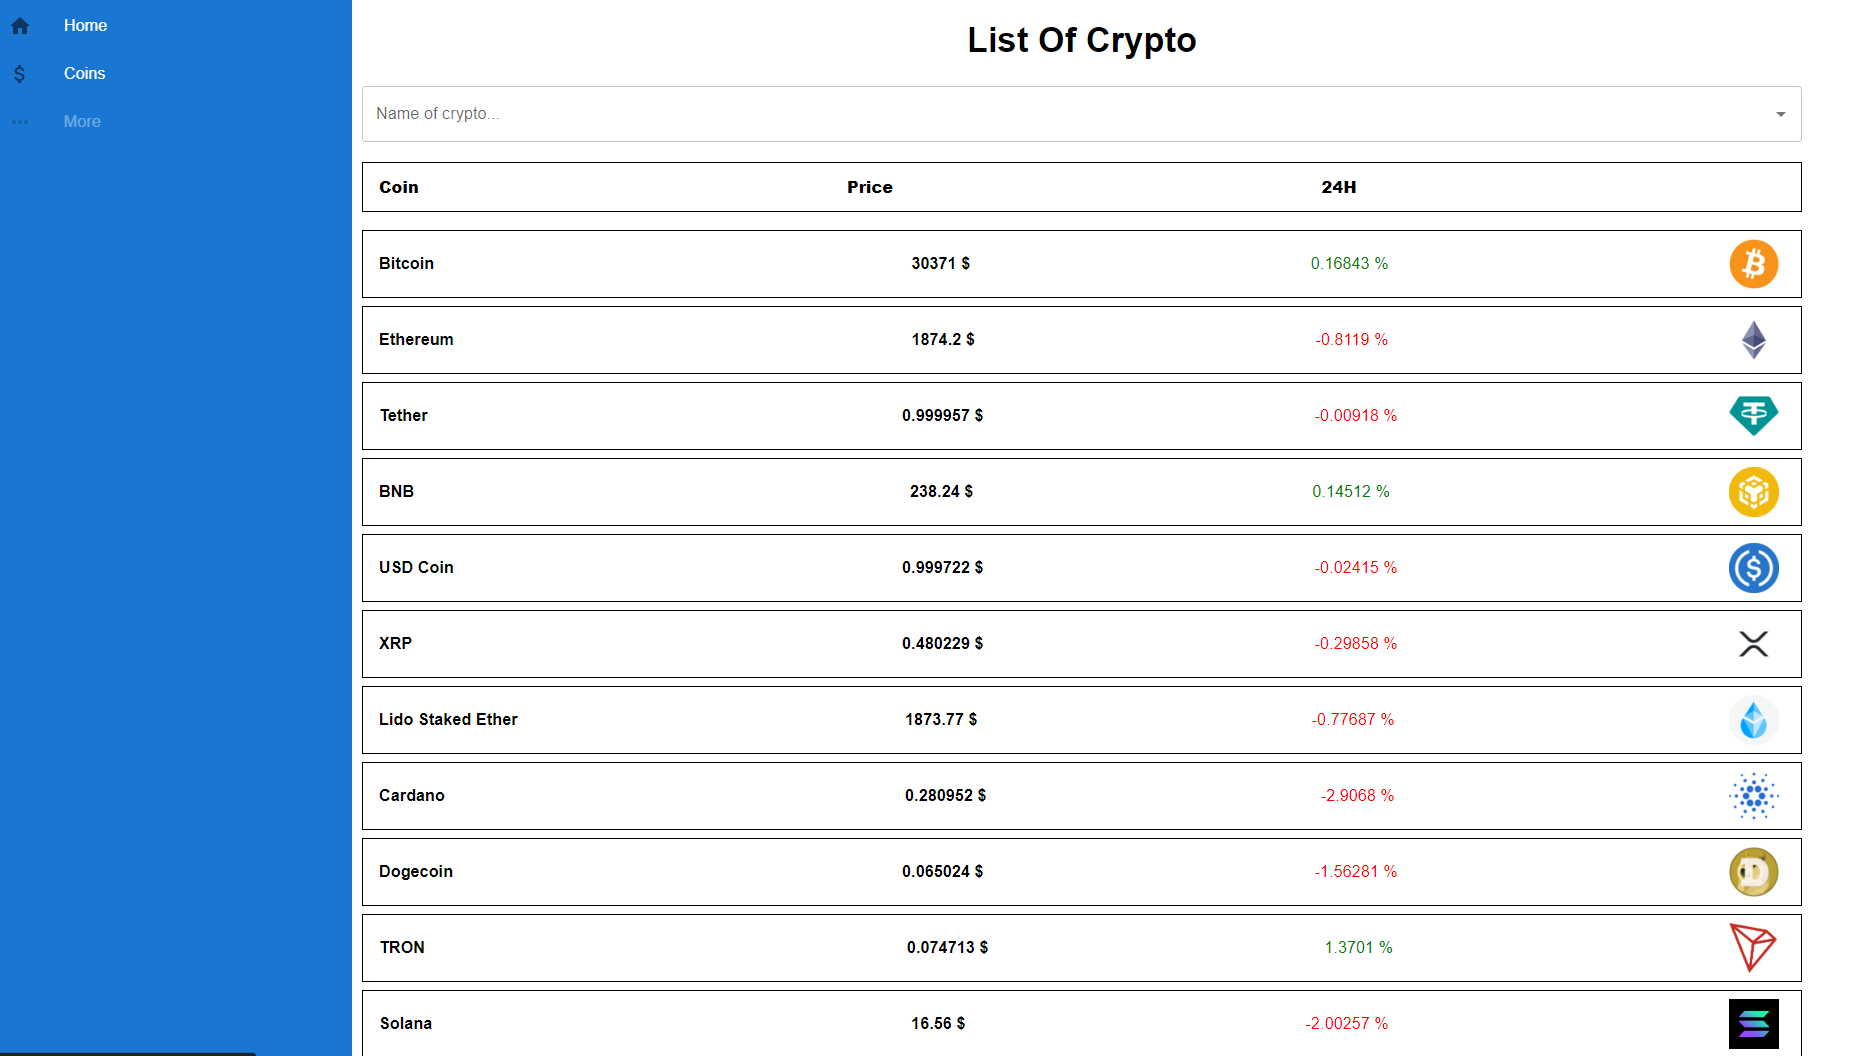 Home
Coins
More
List Of Crypto
Name of crypto...
Coin Price 24H
Bitcoin 30371 $ 0.16843 %
Ethereum 1874.2 $ -0.8119 %
Tether 0.999957 $ -0.00918 %
BNB 238.24 $ 0.14512 %
USD Coin 0.999722 $ -0.02415 %
XRP 0.480229 $ -0.29858 %
Lido Staked Ether 1873.77 $ -0.77687 %
Cardano 0.280952 $ -2.9068 %
Dogecoin 0.065024 $ -1.56281 %
TRON 0.074713 $ 1.3701 %
Solana 16.56 $ -2.00257 %